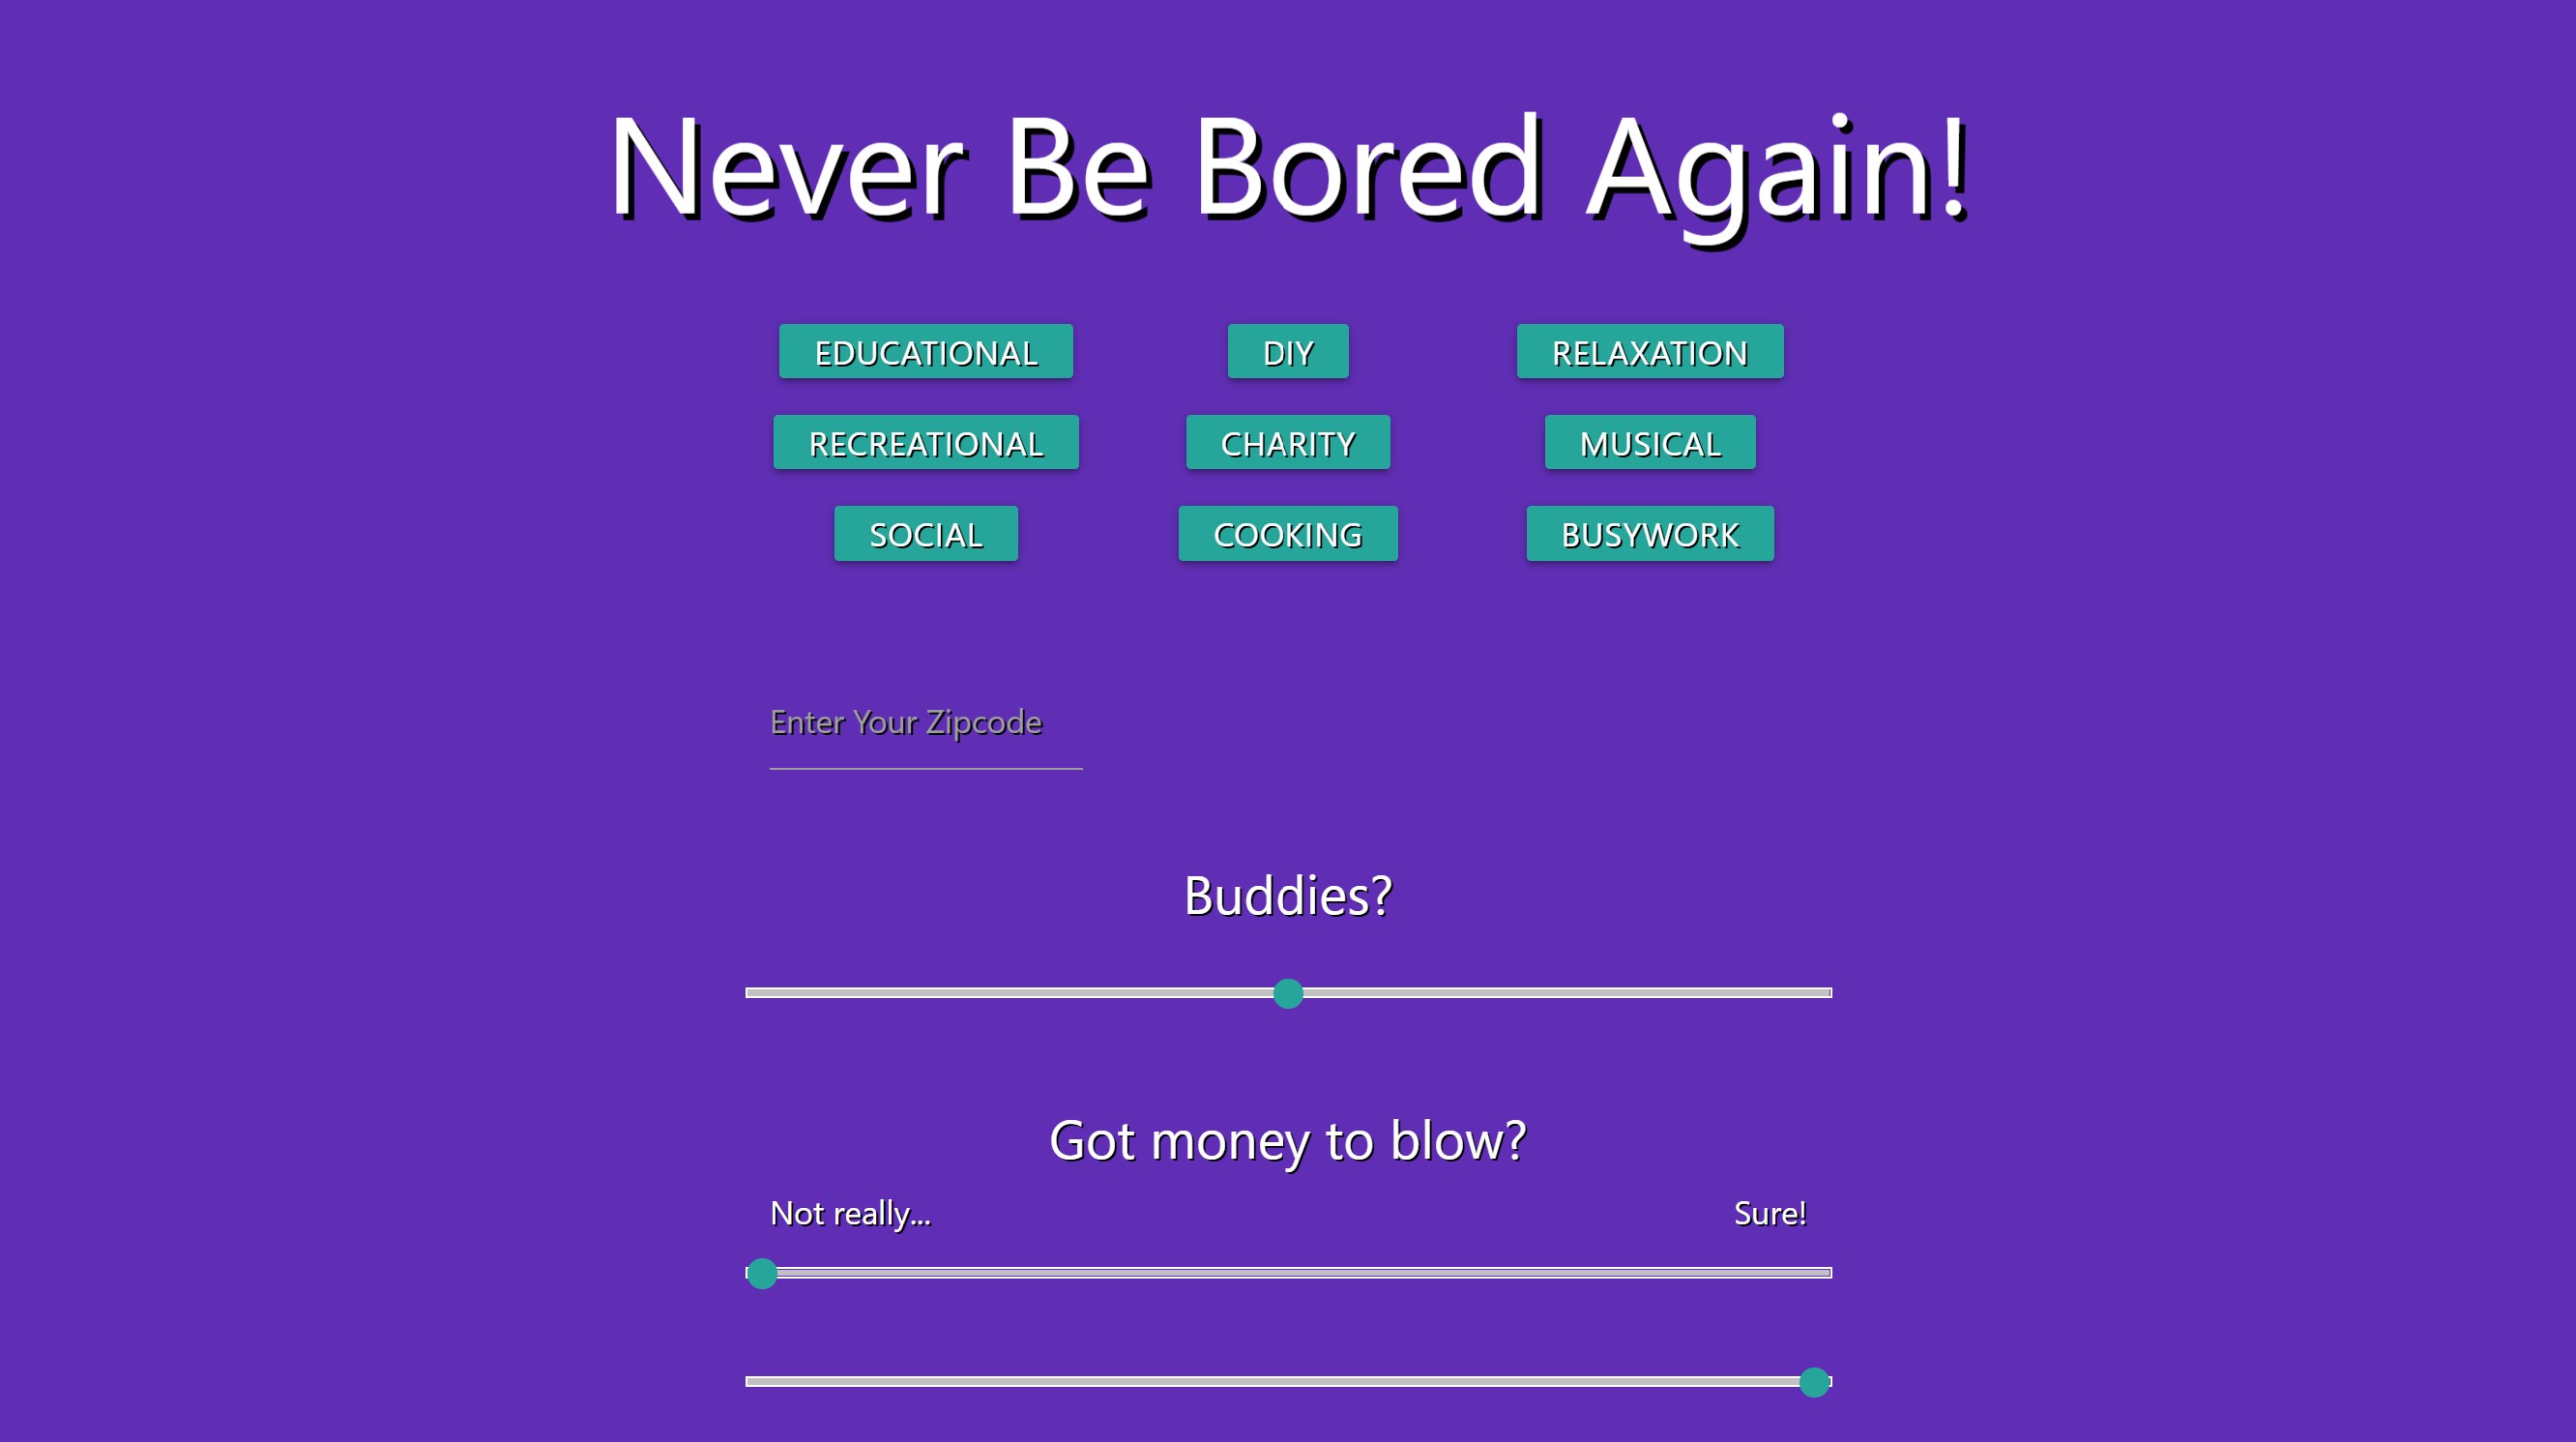 Never Be Bored Again!
EDUCATIONAL DIY RELAXATION
RECREATIONAL CHARITY MUSICAL
SOCIAL COOKING BUSYWORK
Enter Your Zipcode
Buddies?
Got money to blow?
Not really... Sure!